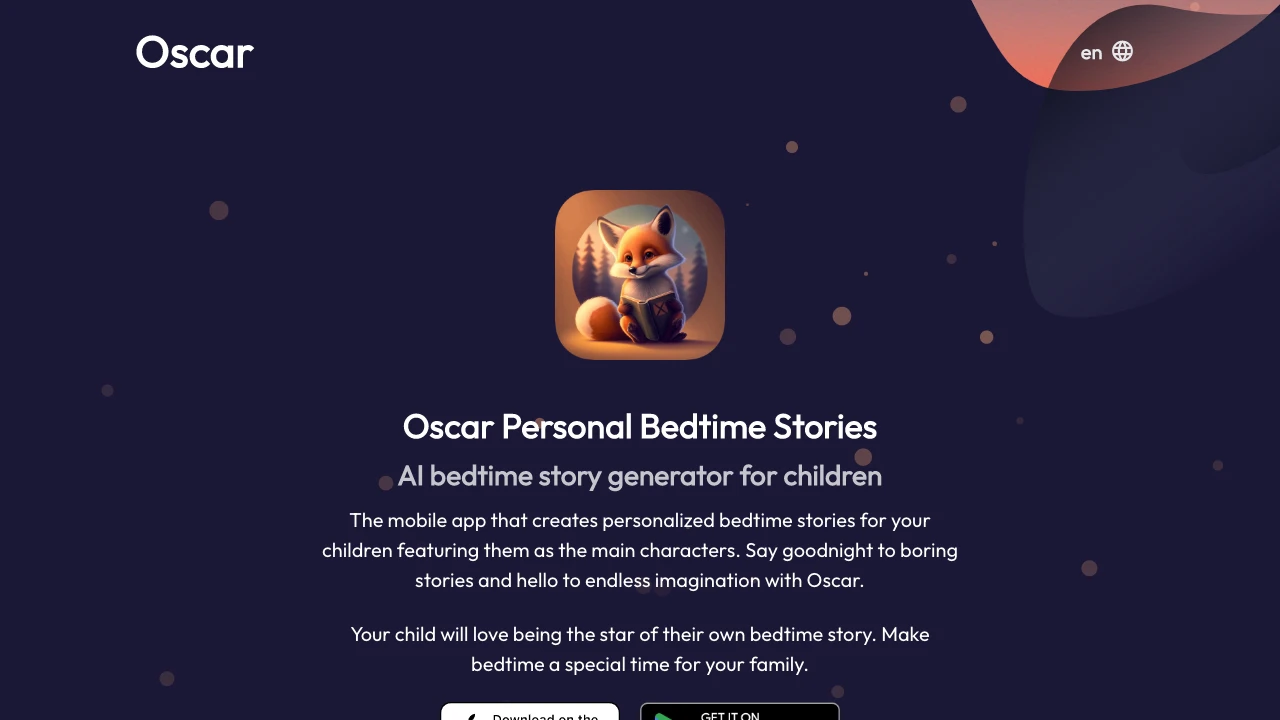 Oscar
en
Oscar Personal Bedtime Stories
AI bedtime story generator for children
The mobile app that creates personalized bedtime stories for your
children featuring them as the main characters. Say goodnight to boring
stories and hello to endless imagination with Oscar.
Your child will love being the star of their own bedtime story. Make
bedtime a special time for your family.
Download on the
GET IT ON